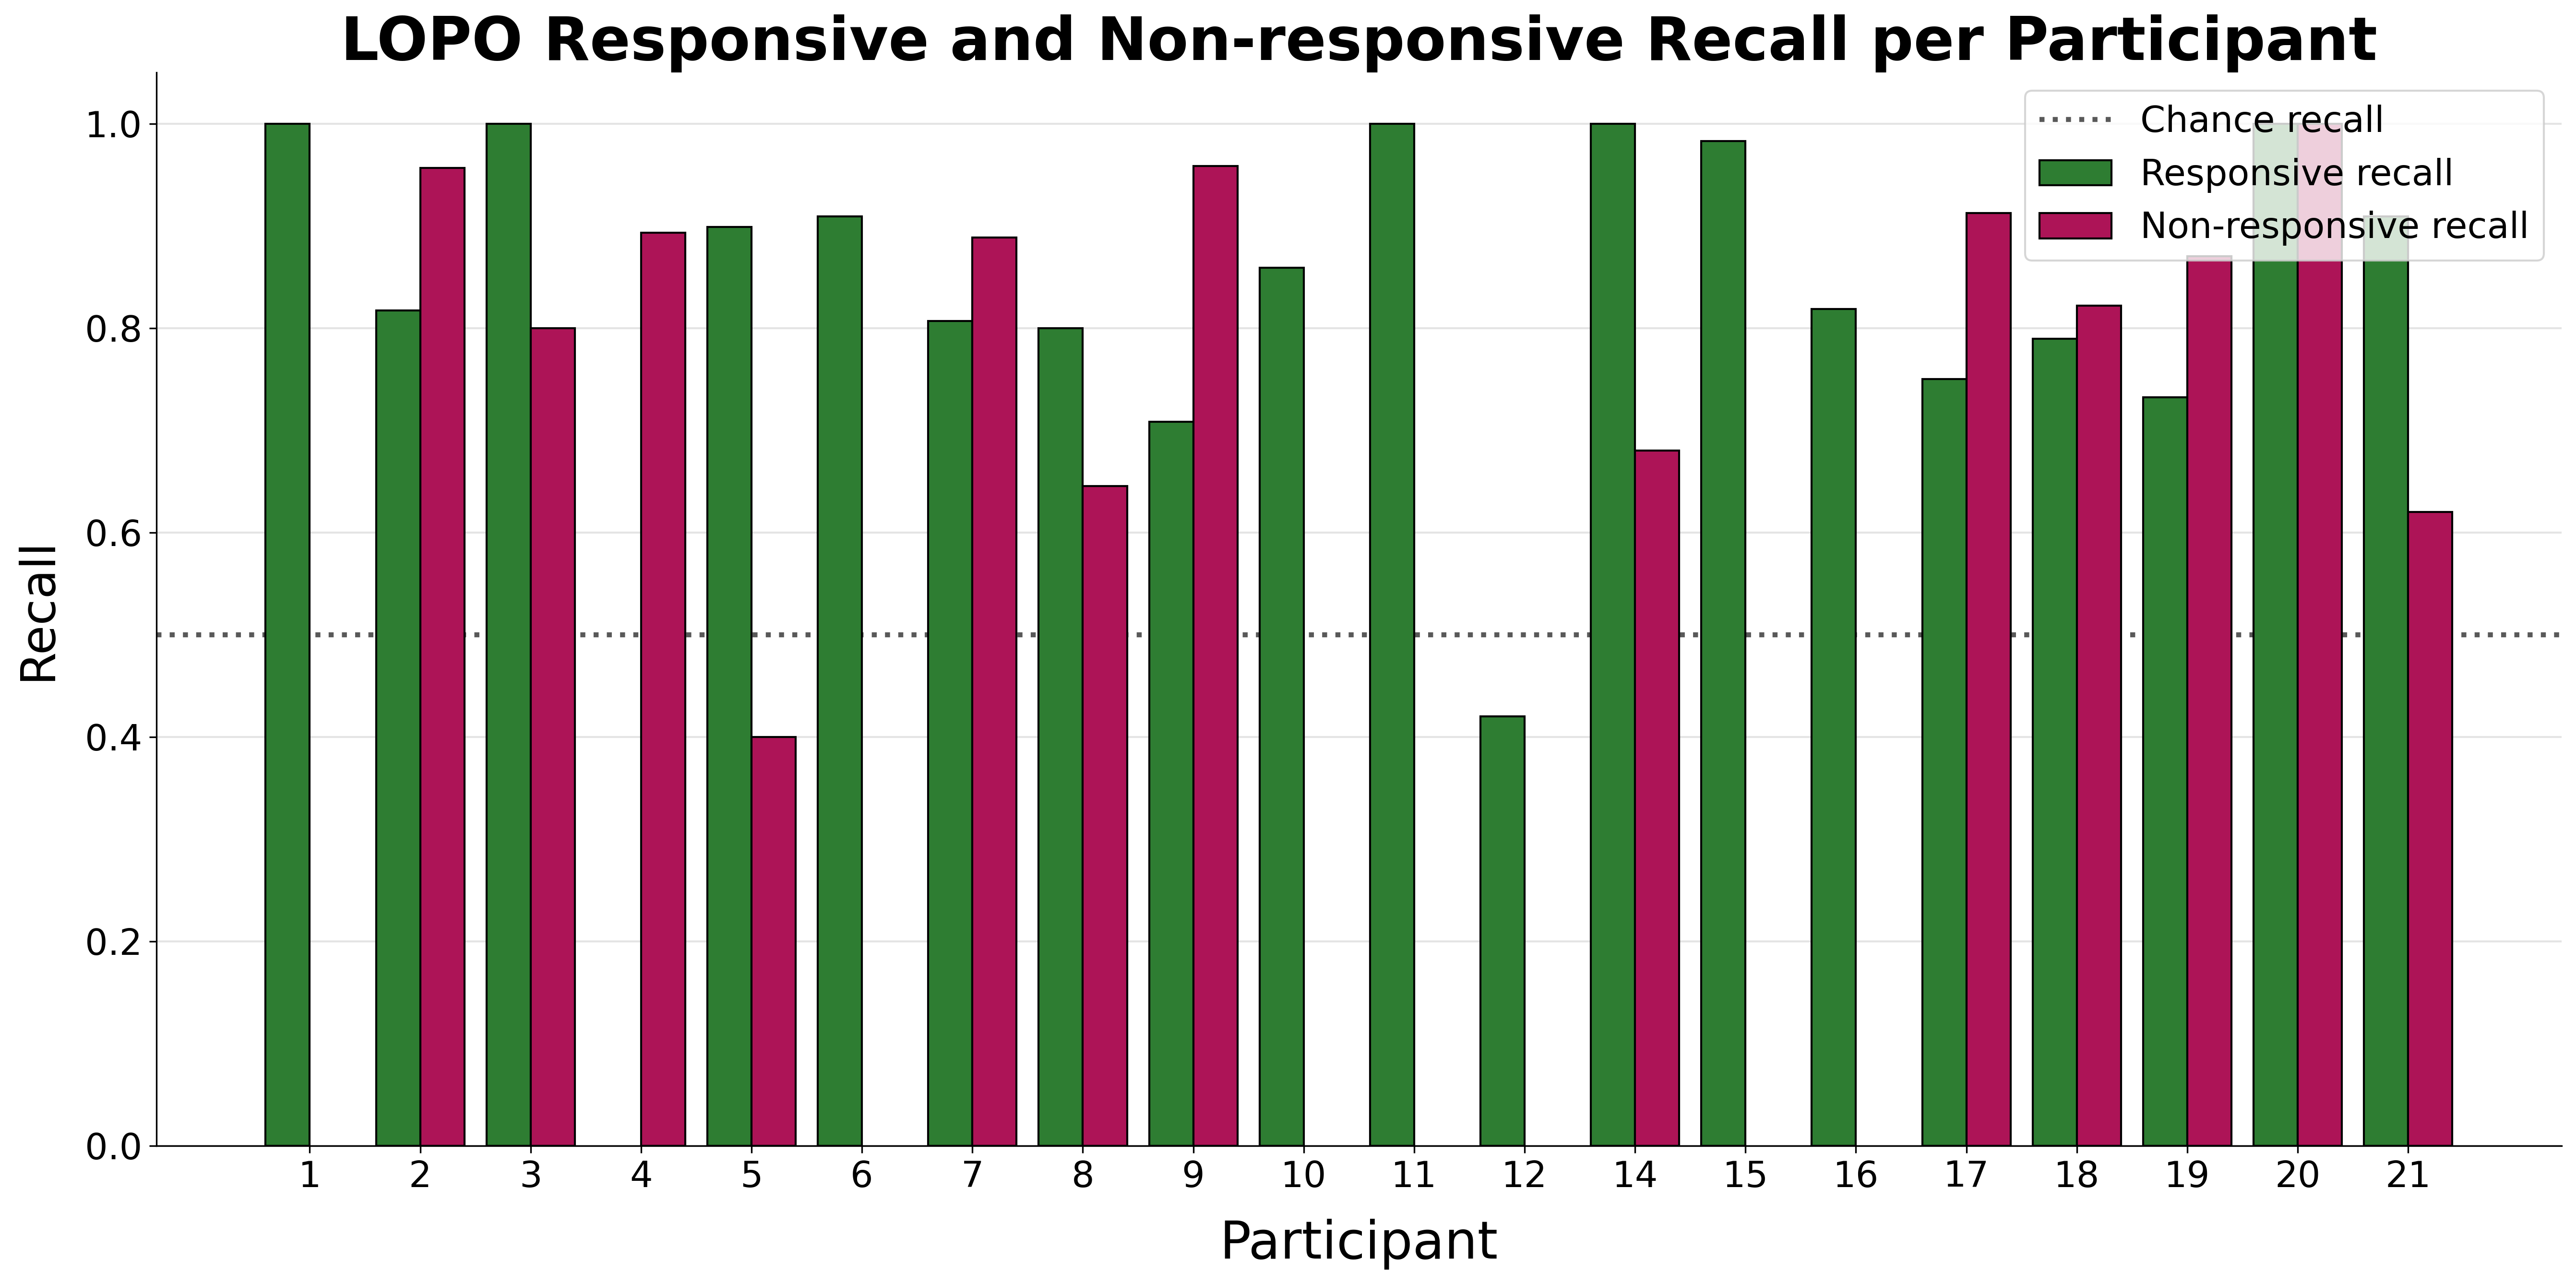 LOPO Responsive and Non-responsive Recall per Participant
Chance recall
Responsive recall
Non-responsive recall
1.0
0.8
0.6
0.4
0.2
0.0
Recall
1 2 3 4 5 6 7 8 9 10 11 12 14 15 16 17 18 19 20 21
Participant